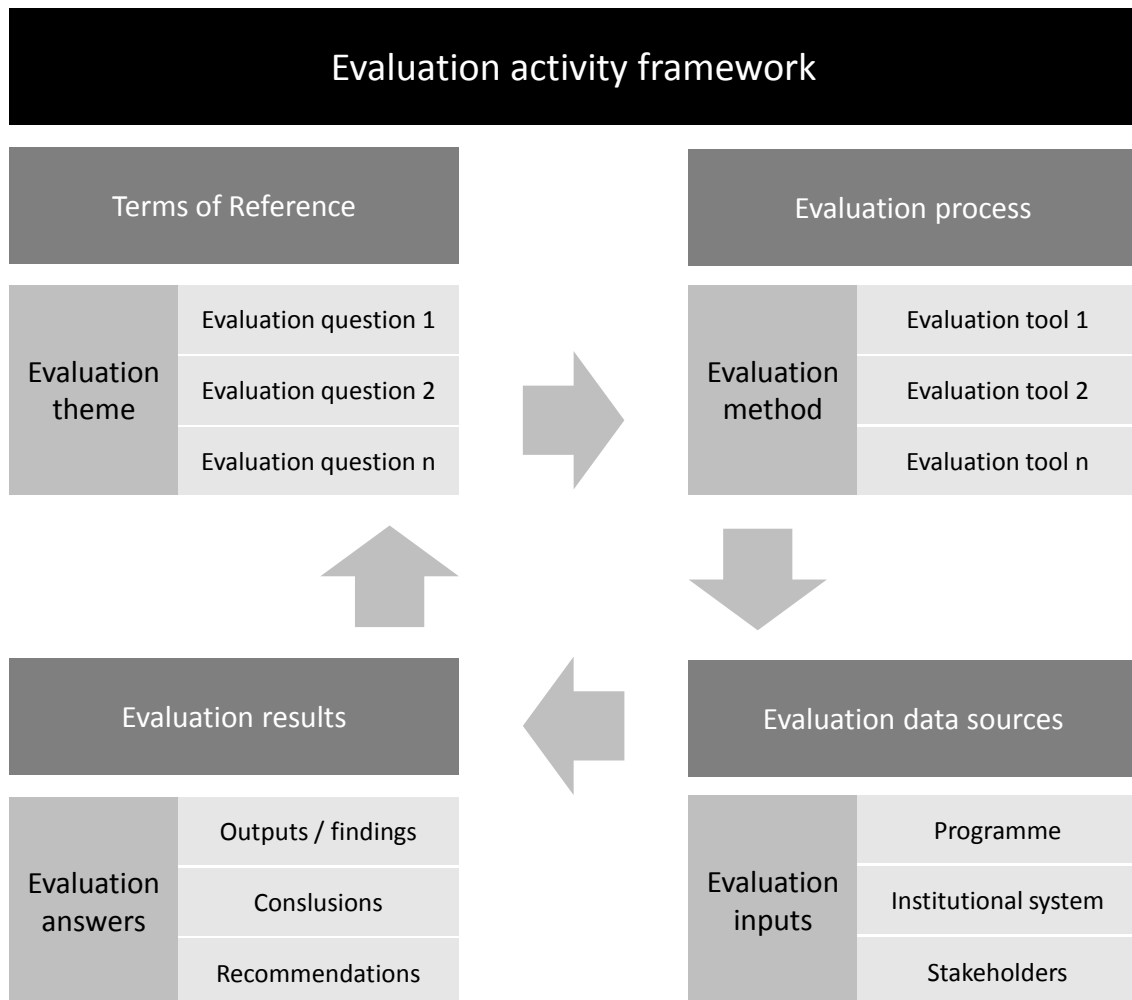 Evaluation activity framework
Terms of Reference
Evaluation
theme
Evaluation question 1
Evaluation question 2
Evaluation question n
Evaluation process
Evaluation
method
Evaluation tool 1
Evaluation tool 2
Evaluation tool n
Evaluation results
Evaluation
answers
Outputs / findings
Conslusions
Recommendations
Evaluation data sources
Evaluation
inputs
Programme
Institutional system
Stakeholders